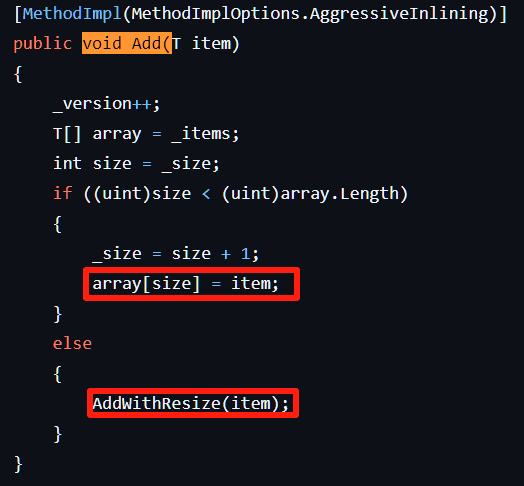 [MethodImpl(MethodImplOptions.AggressiveInlining)]
public void Add(T item)
{
    _version++;
    T[] array = _items;
    int size = _size;
    if ((uint)size < (uint)array.Length)
    {
        _size = size + 1;
        array[size] = item;
    }
    else
    {
        AddWithResize(item);
    }
}